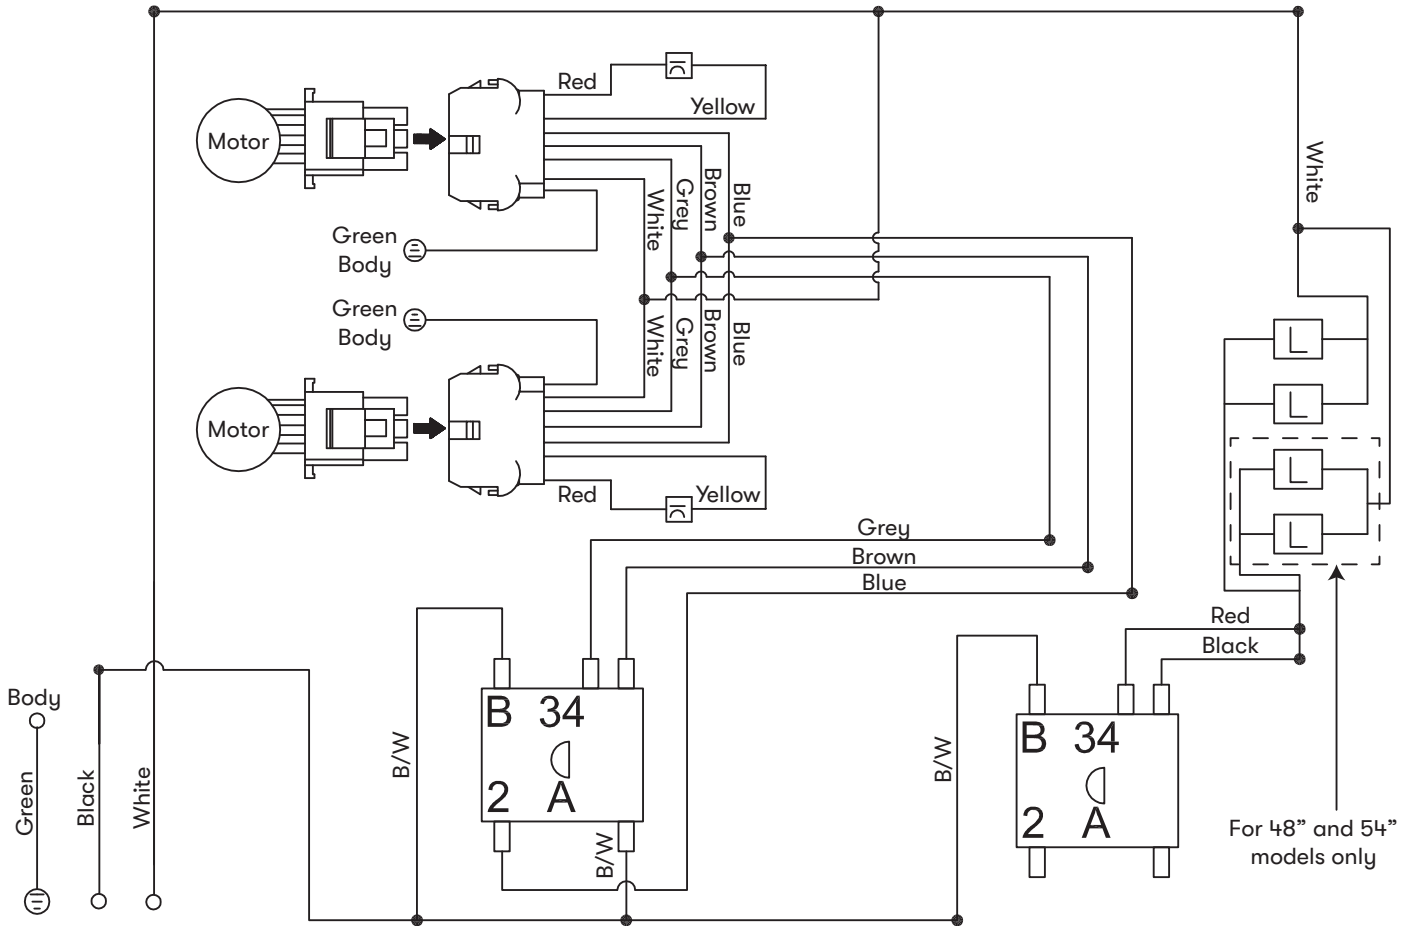 Red
Yellow
Motor
White
Grey
Brown
Blue
White
Green
Body
Green
Body
White
Grey
Brown
Blue
Motor
Red
Yellow
L
L
L
L
Grey
Brown
Blue
Red
Black
Body
Green
Black
White
B/W
B 34
2 A
B/W
B/W
B 34
2 A
For 48” and 54”
models only